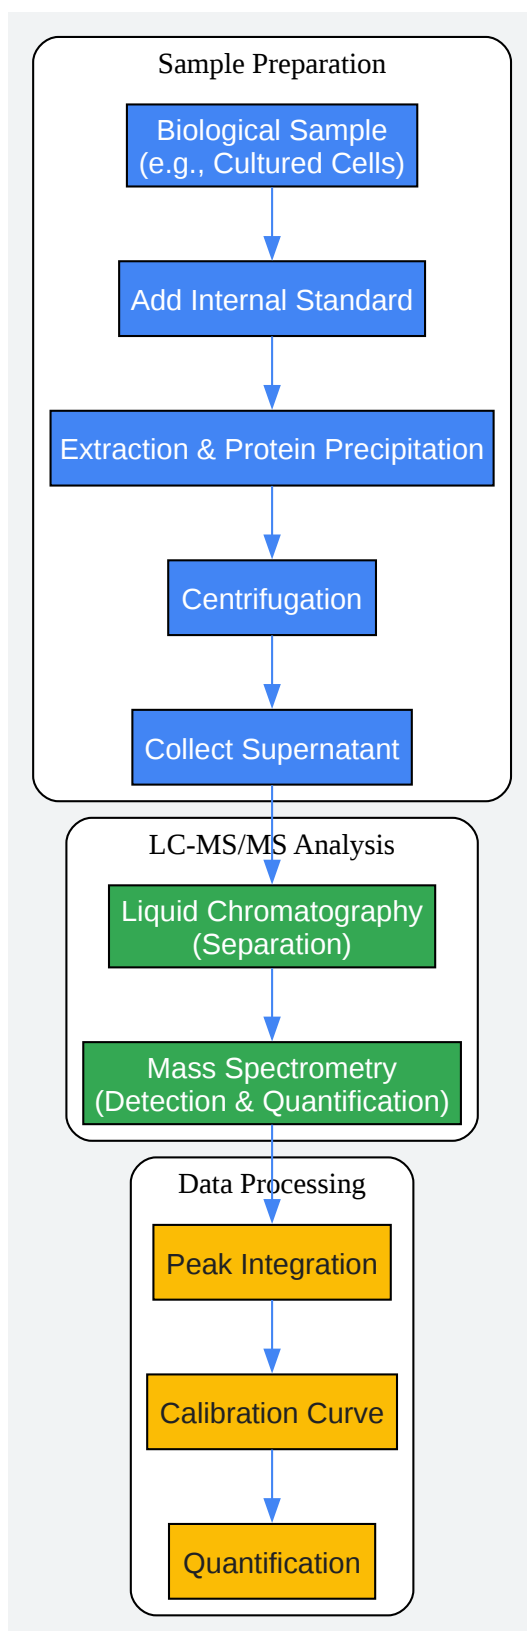 Sample Preparation
Biological Sample
(e.g., Cultured Cells)
Add Internal Standard
Extraction & Protein Precipitation
Centrifugation
Collect Supernatant
LC-MS/MS Analysis
Liquid Chromatography
(Separation)
Mass Spectrometry
(Detection & Quantification)
Data Processing
Peak Integration
Calibration Curve
Quantification